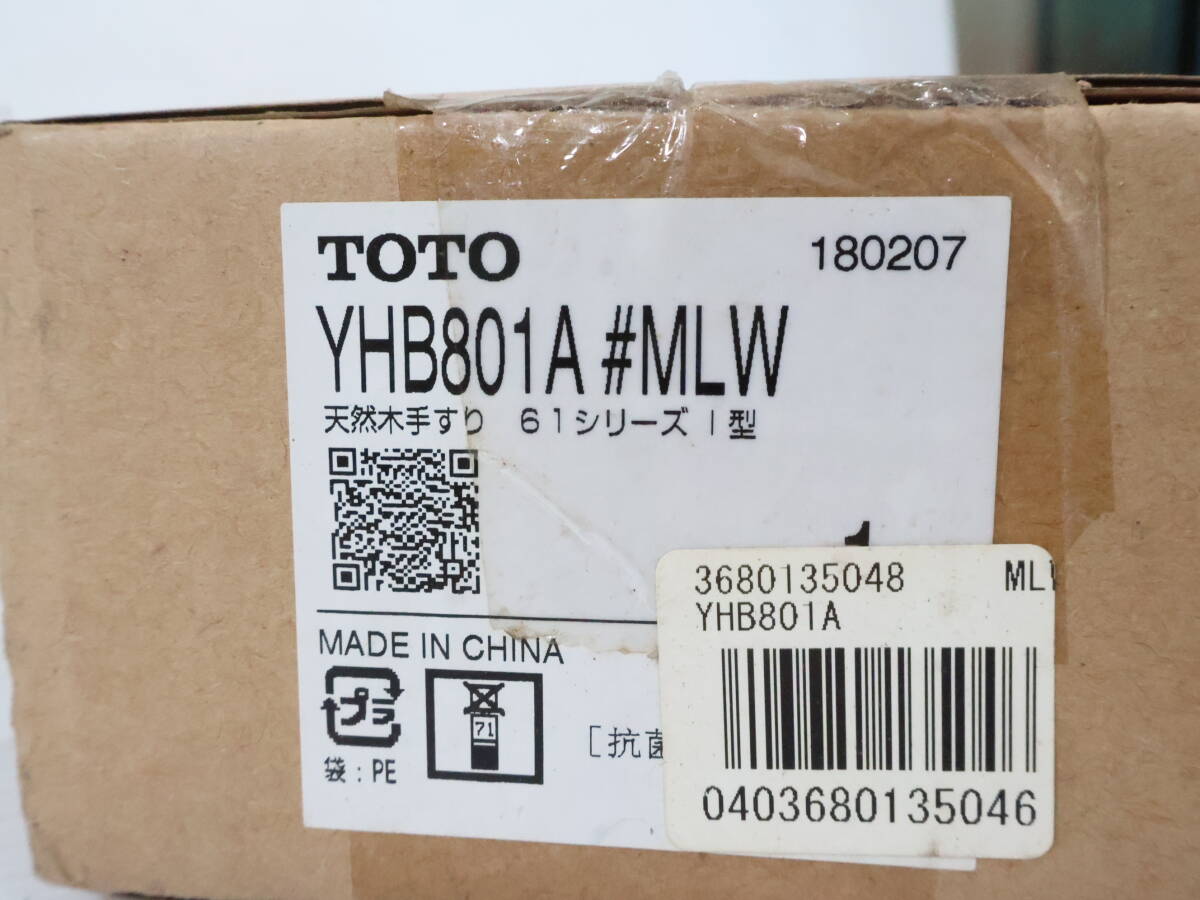 TOTO 180207
YHB801A #MLW
天然木手すり 61シリーズ I型
MADE IN CHINA
プラ
袋：PE
71
[抗菌
3680135048 MLW
YHB801A
0403680135046